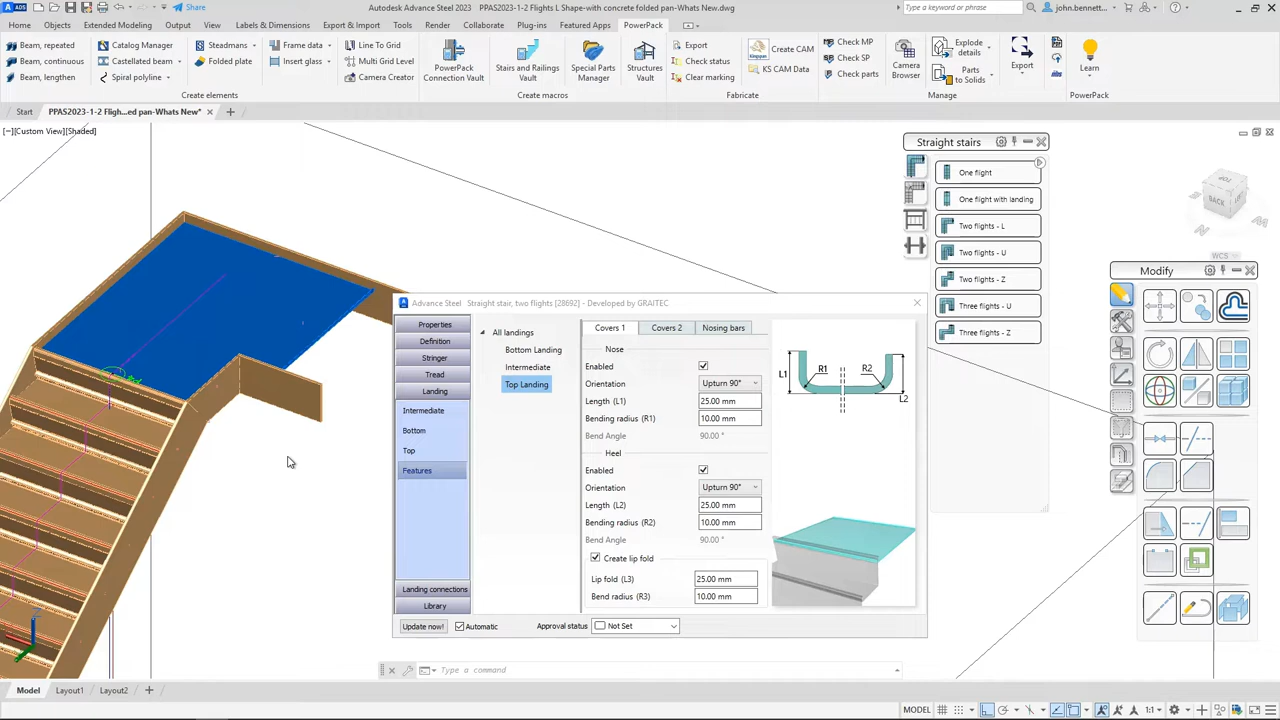 ADS
Share
Autodesk Advance Steel 2023
PPAS2023-1-2 Flights L Shape-with concrete folded pan-Whats New.dwg
Type a keyword or phrase
john.bennett...
Home
Objects
Extended Modeling
Output
View
Labels & Dimensions
Export & Import
Tools
Render
Collaborate
Plug-ins
Featured Apps
PowerPack
Beam, repeated
Beam, continuous
Beam, lengthen
Catalog Manager
Castellated beam
Spiral polyline
Steadmans
Folded plate
Frame data
Insert glass
Line To Grid
Multi Grid Level
Camera Creator
Create elements
PowerPack
Connection Vault
Stairs and Railings
Vault
Special Parts
Manager
Structures
Vault
Create macros
Export
Check status
Clear marking
Kingspan
Create CAM
KS CAM Data
Fabricate
Check MP
Check SP
Check parts
Camera
Browser
Explode
details
Parts
to Solids
Export
Manage
Learn
PowerPack
Start
PPAS2023-1-2 Fligh...ed pan-Whats New*
[−][Custom View][Shaded]
Straight stairs
One flight
One flight with landing
Two flights - L
Two flights - U
Two flights - Z
Three flights - U
Three flights - Z
TOP
BACK
LEFT
WCS
Modify
Advance Steel Straight stair, two flights [28692] - Developed by GRAITEC
Properties
Definition
Stringer
Tread
Landing
Intermediate
Bottom
Top
Features
Landing connections
Library
All landings
Bottom Landing
Intermediate
Top Landing
Covers 1
Covers 2
Nosing bars
Nose
Enabled
Orientation
Upturn 90°
Length (L1)
25.00 mm
Bending radius (R1)
10.00 mm
Bend Angle
90.00 °
Heel
Enabled
Orientation
Upturn 90°
Length (L2)
25.00 mm
Bending radius (R2)
10.00 mm
Bend Angle
90.00 °
Create lip fold
Lip fold (L3)
25.00 mm
Bend radius (R3)
10.00 mm
L1
R1
R2
L2
Update now!
Automatic
Approval status
Not Set
Type a command
Model
Layout1
Layout2
MODEL
1:1